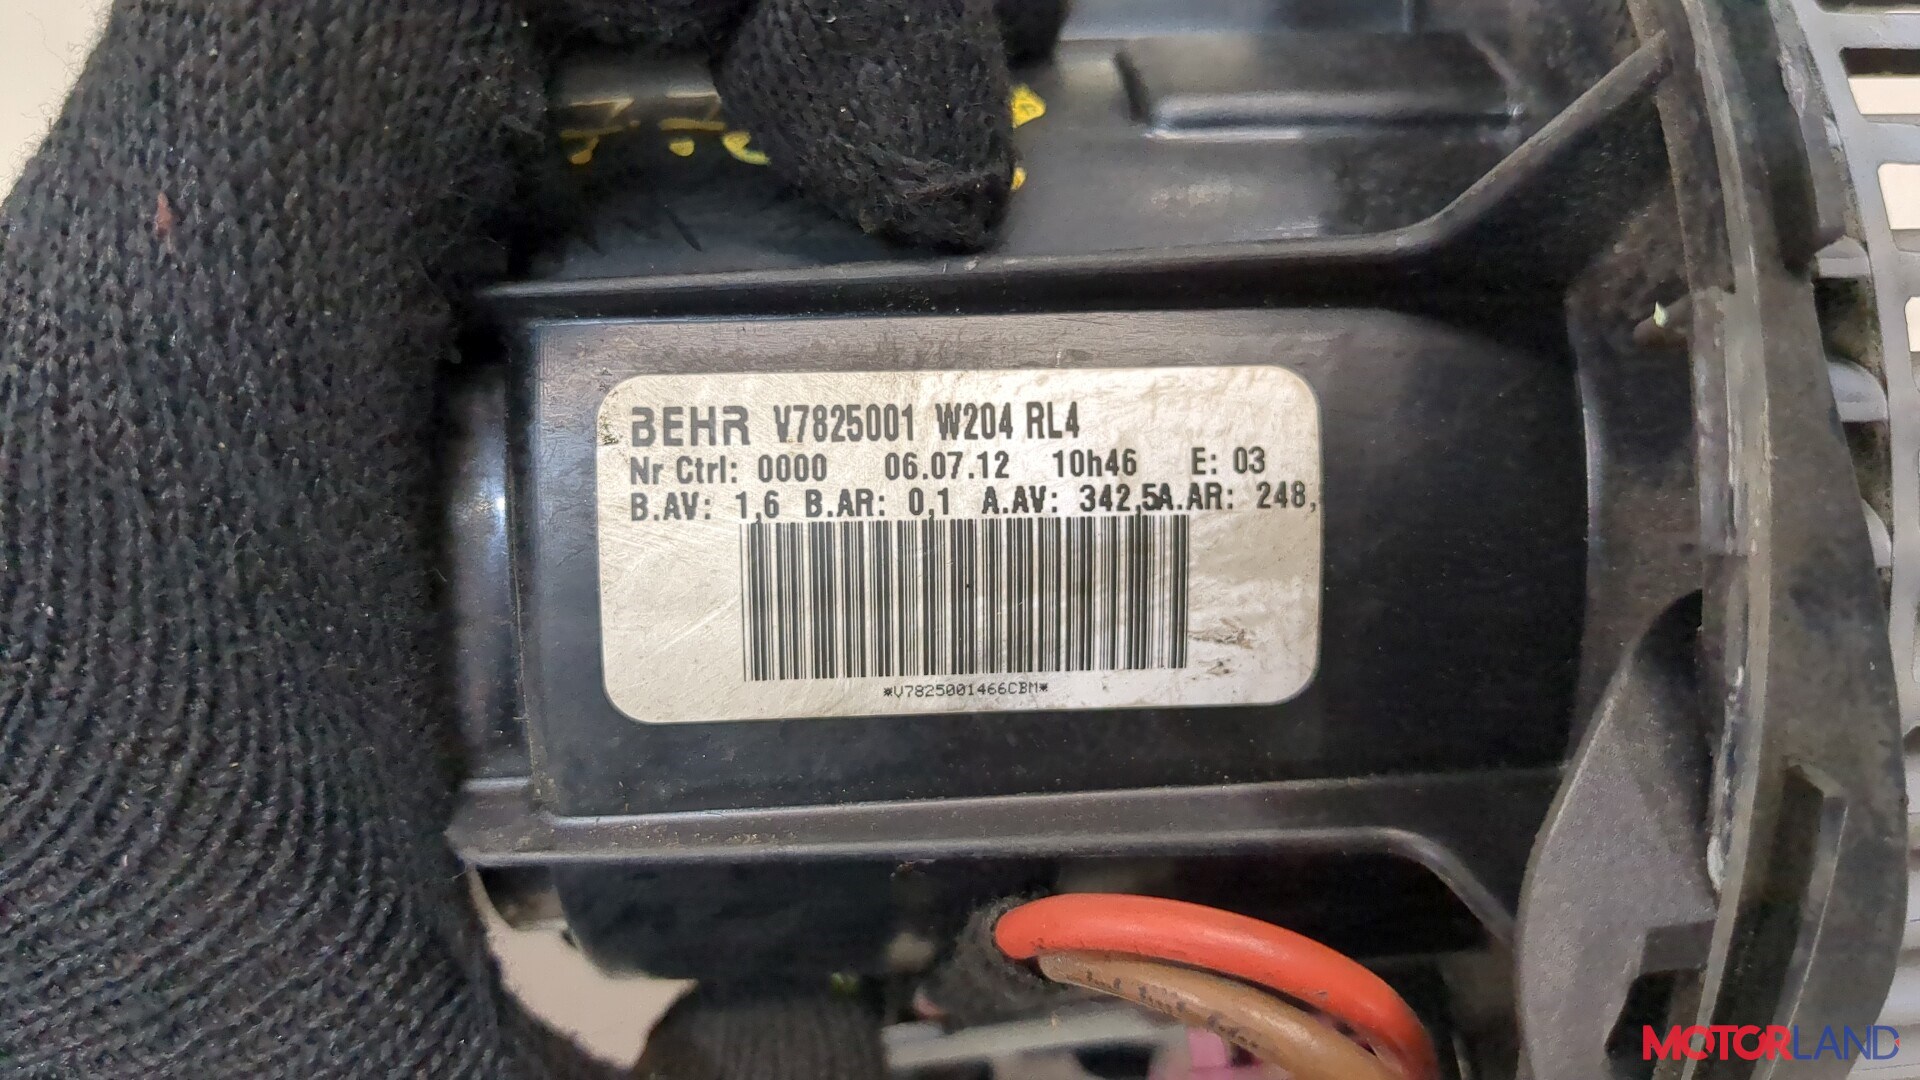 BEHR V7825001 W204 RL4
Nr Ctrl: 0000 06.07.12 10h46 E: 03
B.AV: 1,6 B.AR: 0,1 A.AV: 342,5A.AR: 248,
*V7825001466CBM*
MOTORLAND